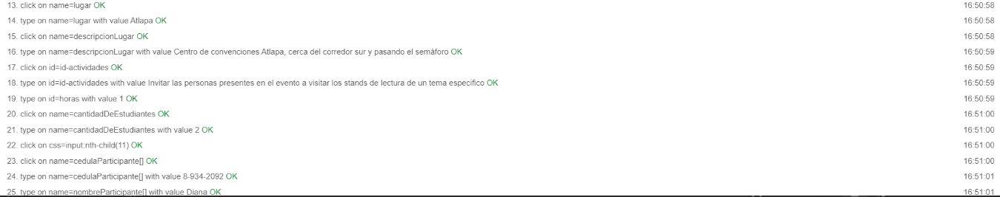 13. click on name=lugar OK 16:50:58
14. type on name=lugar with value Atlapa OK 16:50:58
15. click on name=descripcionLugar OK 16:50:58
16. type on name=descripcionLugar with value Centro de convenciones Atlapa, cerca del corredor sur y pasando el semáforo OK 16:50:59
17. click on id=id-actividades OK 16:50:59
18. type on id=id-actividades with value Invitar las personas presentes en el evento a visitar los stands de lectura de un tema especifico OK 16:50:59
19. type on id=horas with value 1 OK 16:50:59
20. click on name=cantidadDeEstudiantes OK 16:51:00
21. type on name=cantidadDeEstudiantes with value 2 OK 16:51:00
22. click on css=input:nth-child(11) OK 16:51:00
23. click on name=cedulaParticipante[] OK 16:51:00
24. type on name=cedulaParticipante[] with value 8-934-2092 OK 16:51:01
25. type on name=nombreParticipante[] with value Diana OK 16:51:01